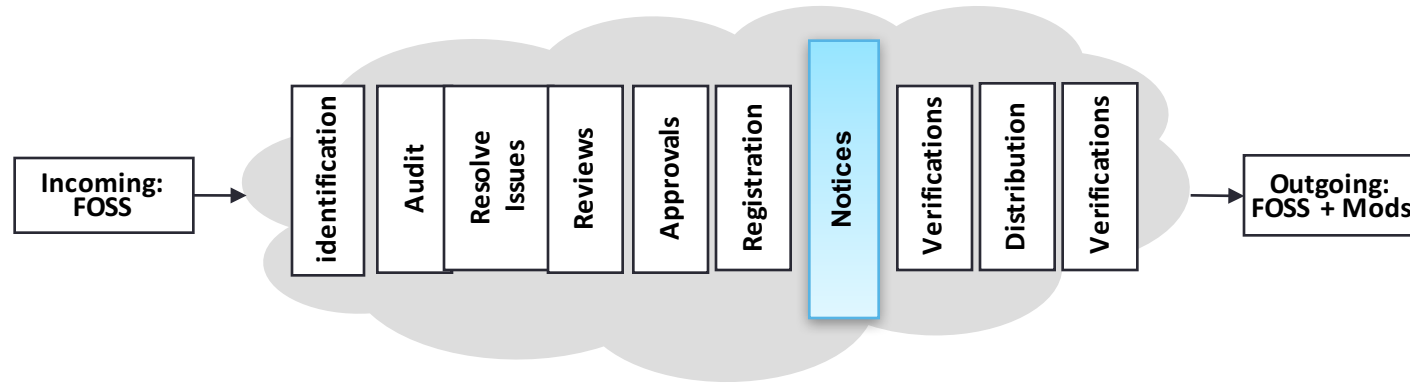 Incoming:
FOSS
identification
Audit
Resolve
Issues
Reviews
Approvals
Registration
Notices
Verifications
Distribution
Verifications
Outgoing:
FOSS + Mods